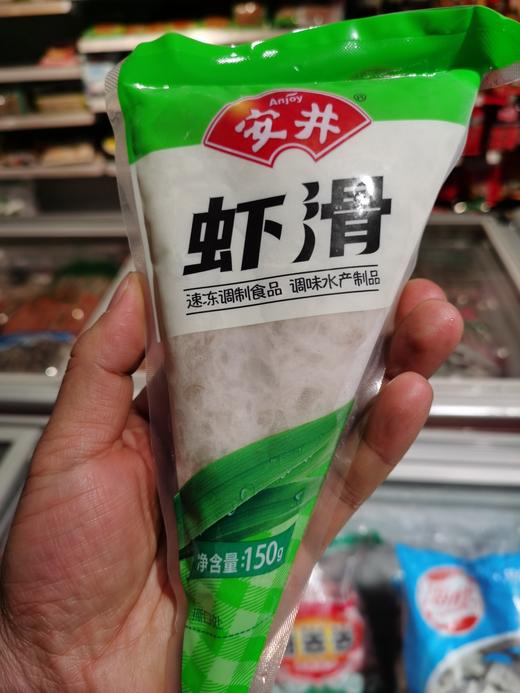 Anjoy
®
安井
虾滑
速冻调制食品 调味水产制品
净含量:150g